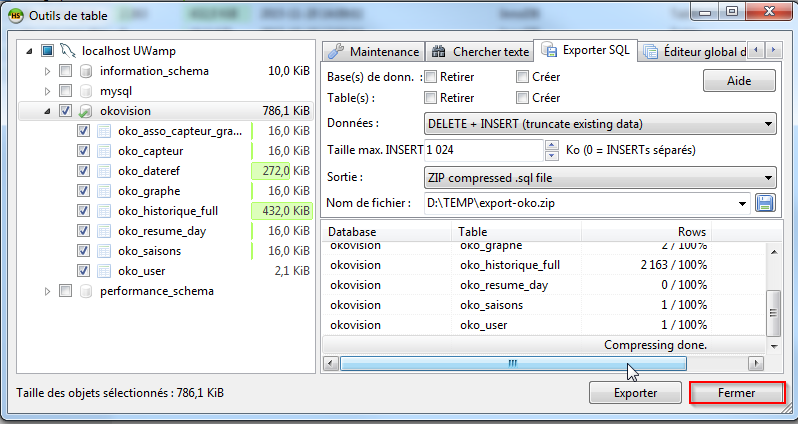 Outils de table
localhost UWamp
information_schema 10,0 KiB
mysql
okovision 786,1 KiB
oko_asso_capteur_gra... 16,0 KiB
oko_capteur 16,0 KiB
oko_dateref 272,0 KiB
oko_graphe 16,0 KiB
oko_historique_full 432,0 KiB
oko_resume_day 16,0 KiB
oko_saisons 16,0 KiB
oko_user 2,1 KiB
performance_schema
Maintenance Chercher texte Exporter SQL Éditeur global d
Base(s) de donn. : Retirer Créer Aide
Table(s) : Retirer Créer
Données : DELETE + INSERT (truncate existing data)
Taille max. INSERT 1 024 Ko (0 = INSERTs séparés)
Sortie : ZIP compressed .sql file
Nom de fichier : D:\TEMP\export-oko.zip
Database Table Rows
okovision oko_graphe 2 / 100%
okovision oko_historique_full 2 163 / 100%
okovision oko_resume_day 0 / 100%
okovision oko_saisons 1 / 100%
okovision oko_user 1 / 100%
Compressing done.
Taille des objets sélectionnés : 786,1 KiB Exporter Fermer